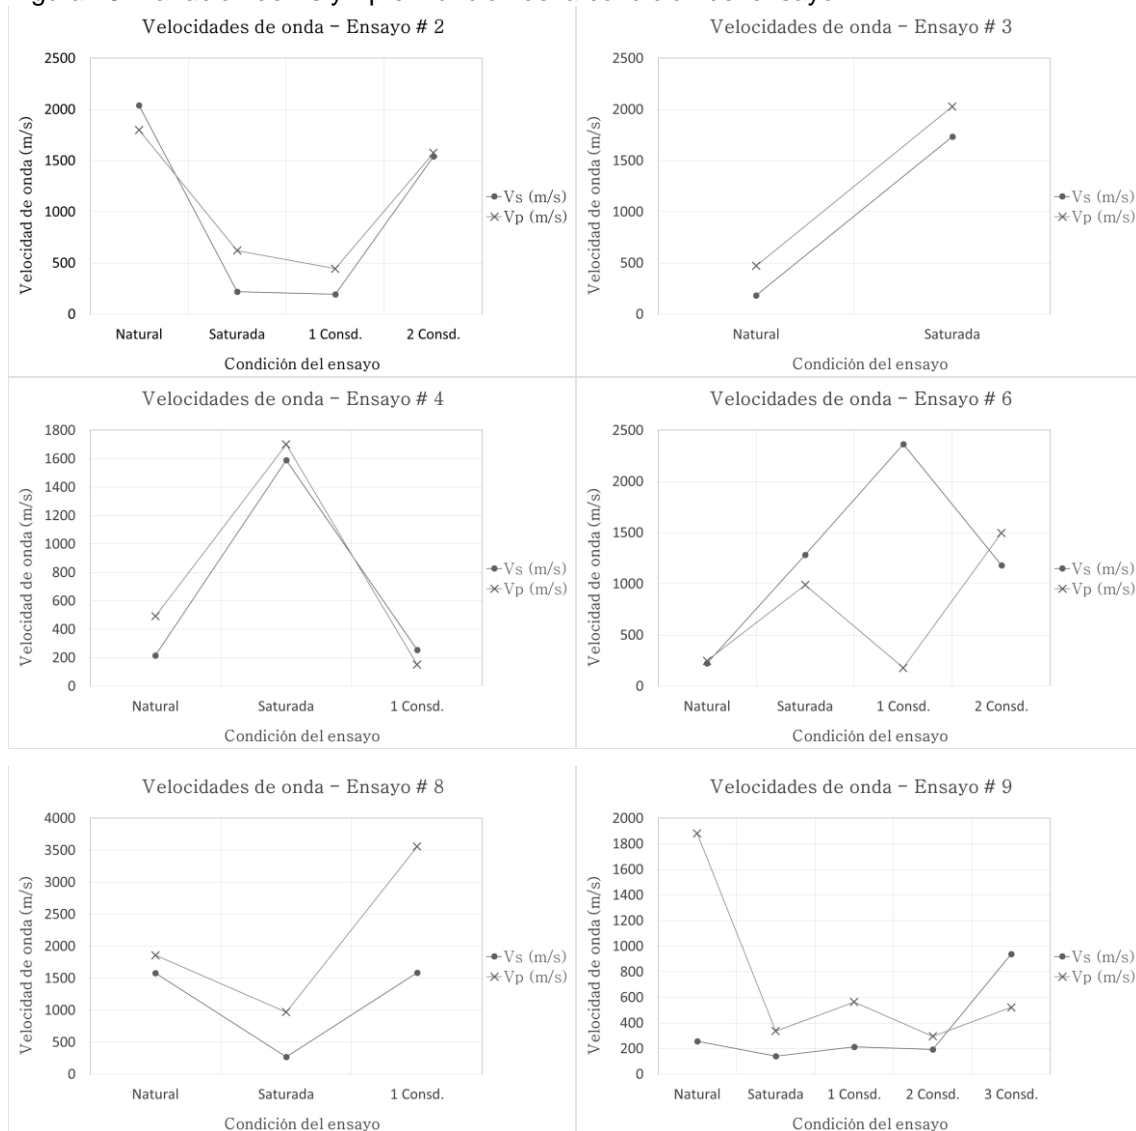 Velocidades de onda - Ensayo # 2
2500
2000
1500
1000
500
0
Velocidad de onda (m/s)
Natural Saturada 1 Consd. 2 Consd.
Condición del ensayo
Vs (m/s)
Vp (m/s)
Velocidades de onda - Ensayo # 3
2500
2000
1500
1000
500
0
Velocidad de onda (m/s)
Natural Saturada
Condición del ensayo
Vs (m/s)
Vp (m/s)
Velocidades de onda - Ensayo # 4
1800
1600
1400
1200
1000
800
600
400
200
0
Velocidad de onda (m/s)
Natural Saturada 1 Consd.
Condición del ensayo
Vs (m/s)
Vp (m/s)
Velocidades de onda - Ensayo # 6
2500
2000
1500
1000
500
0
Velocidad de onda (m/s)
Natural Saturada 1 Consd. 2 Consd.
Condición del ensayo
Vs (m/s)
Vp (m/s)
Velocidades de onda - Ensayo # 8
4000
3500
3000
2500
2000
1500
1000
500
0
Velocidad de onda (m/s)
Natural Saturada 1 Consd.
Condición del ensayo
Vs (m/s)
Vp (m/s)
Velocidades de onda - Ensayo # 9
2000
1800
1600
1400
1200
1000
800
600
400
200
0
Velocidad de onda (m/s)
Natural Saturada 1 Consd. 2 Consd. 3 Consd.
Condición del ensayo
Vs (m/s)
Vp (m/s)